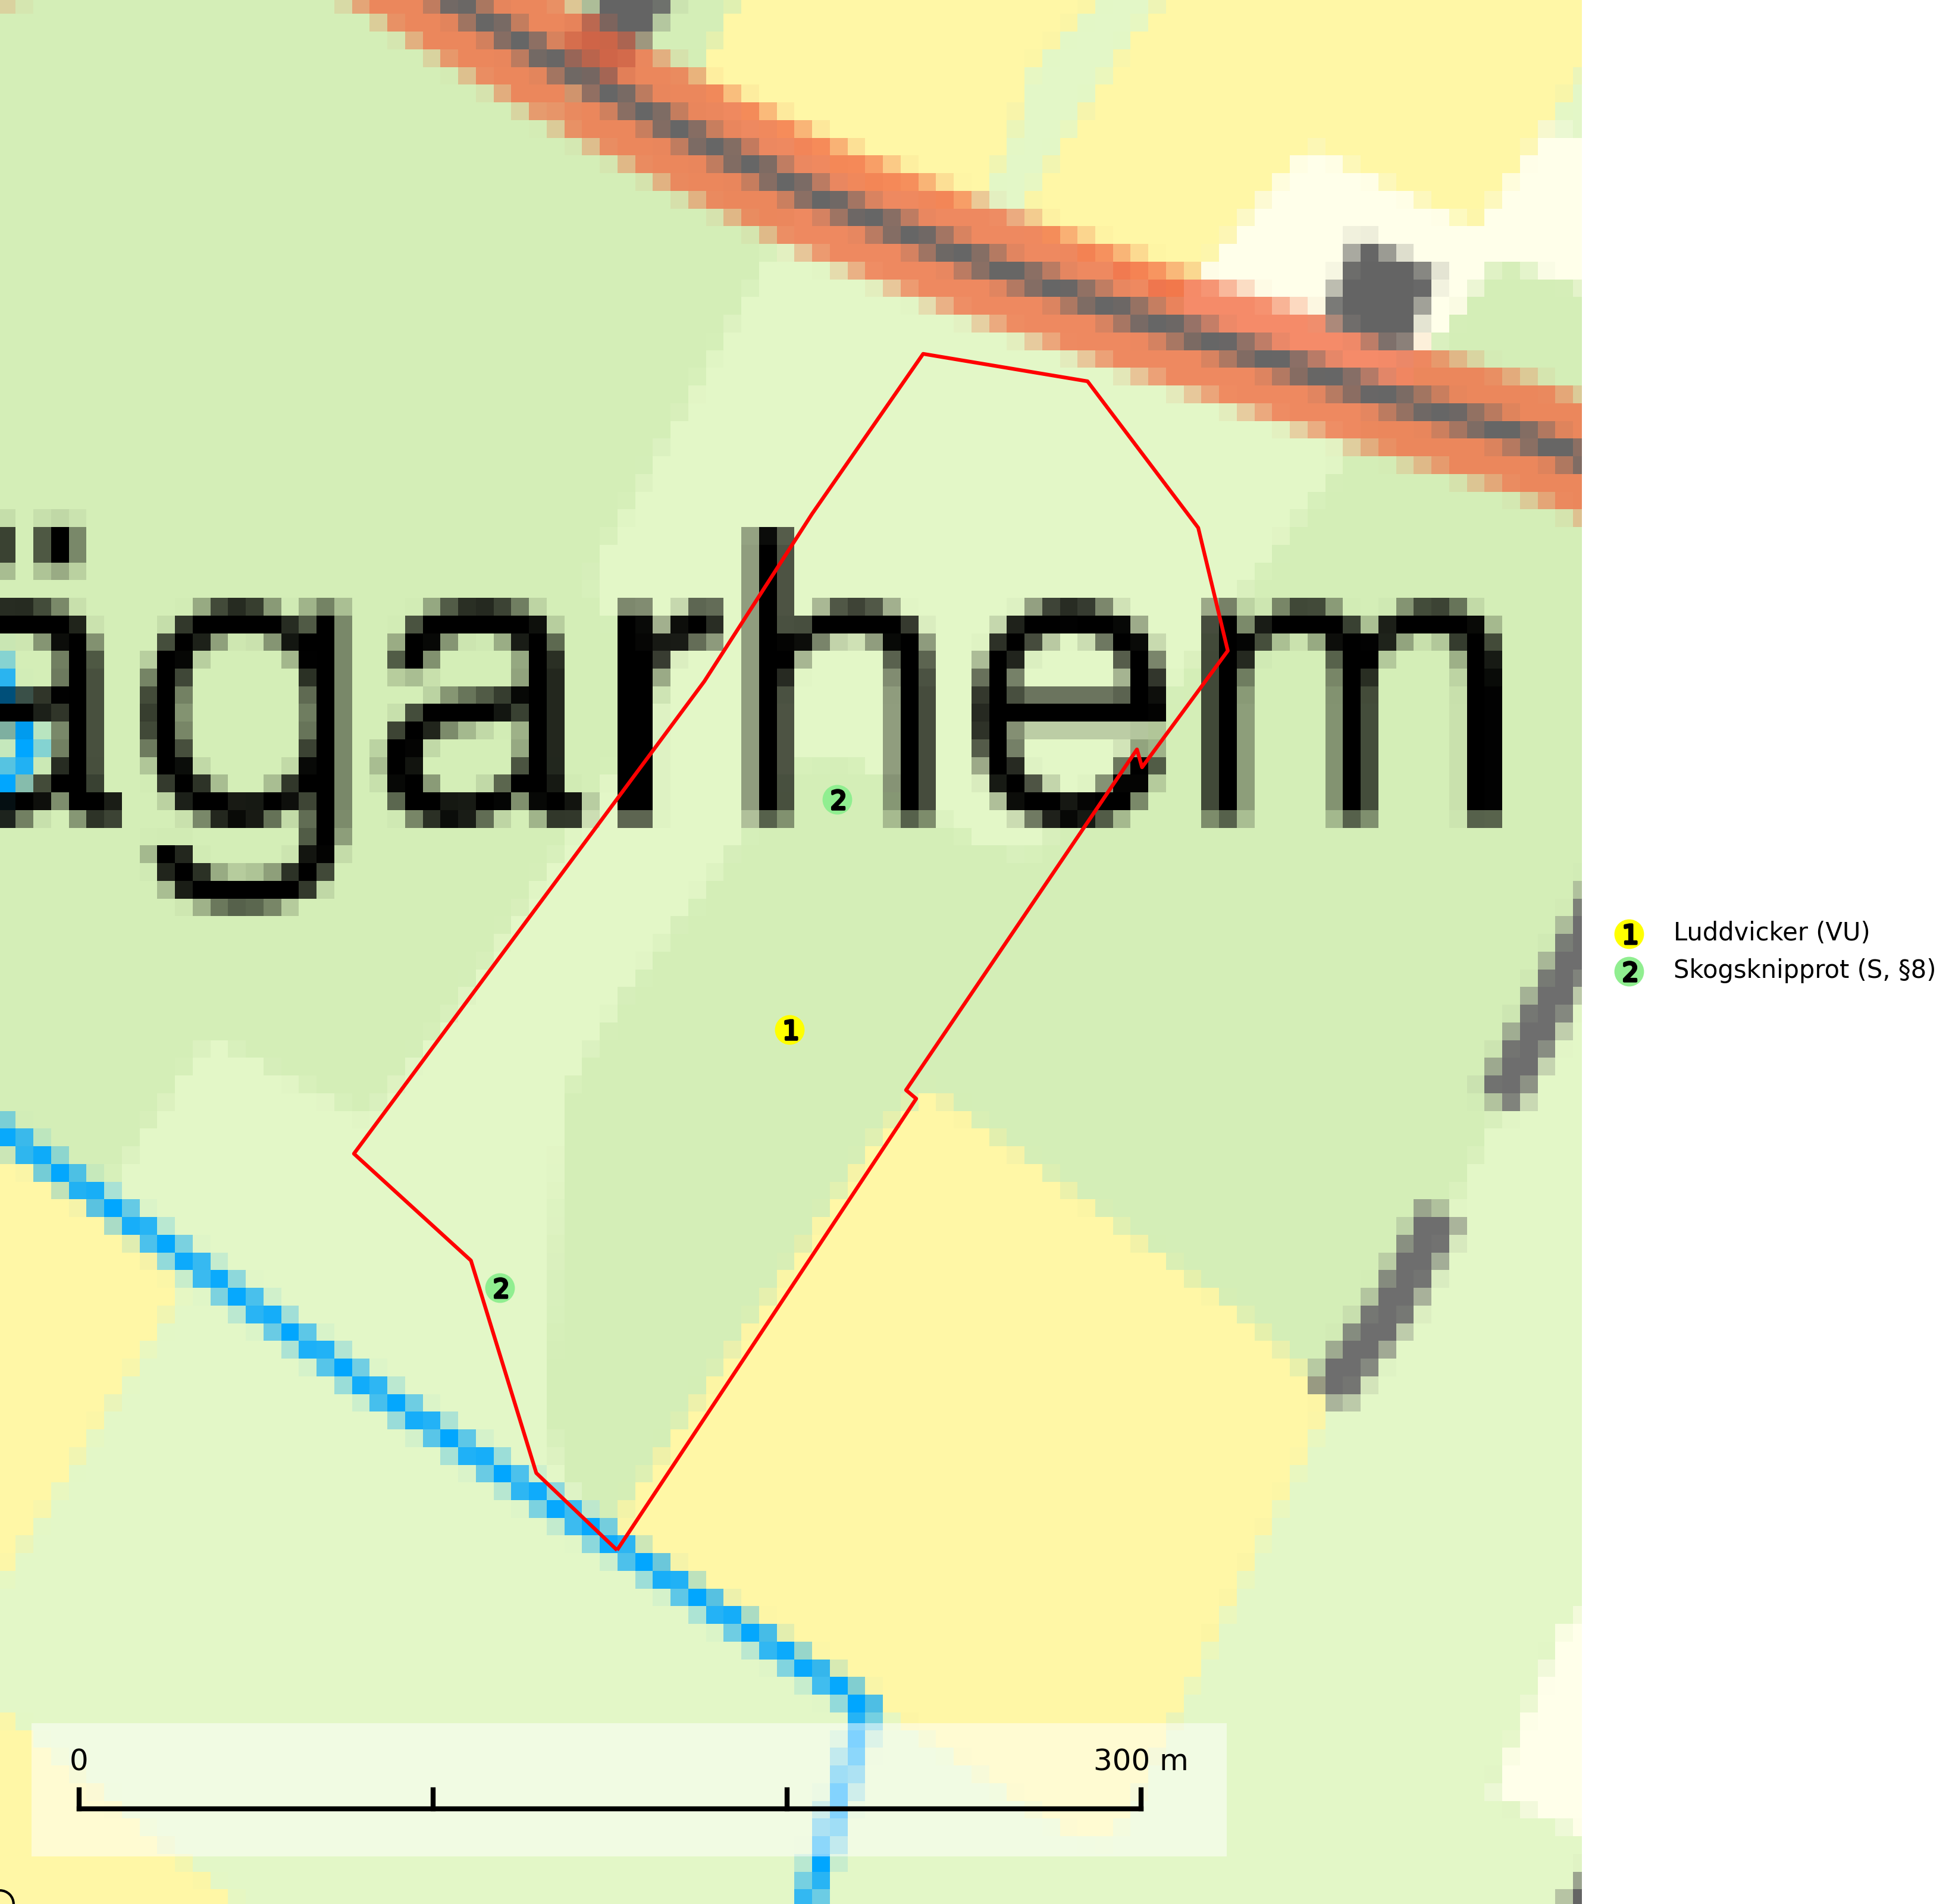 ägarhem
2
1
1 Luddvicker (VU)
2 Skogsknipprot (S, §8)
2
0 300 m